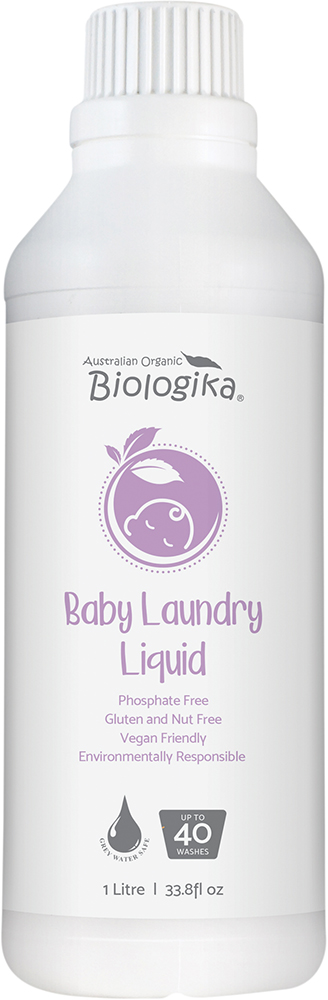 Australian Organic
Biologika®
Baby Laundry
Liquid
Phosphate Free
Gluten and Nut Free
Vegan Friendly
Environmentally Responsible
GREY WATER SAFE
UP TO
40
WASHES
1 Litre | 33.8fl oz